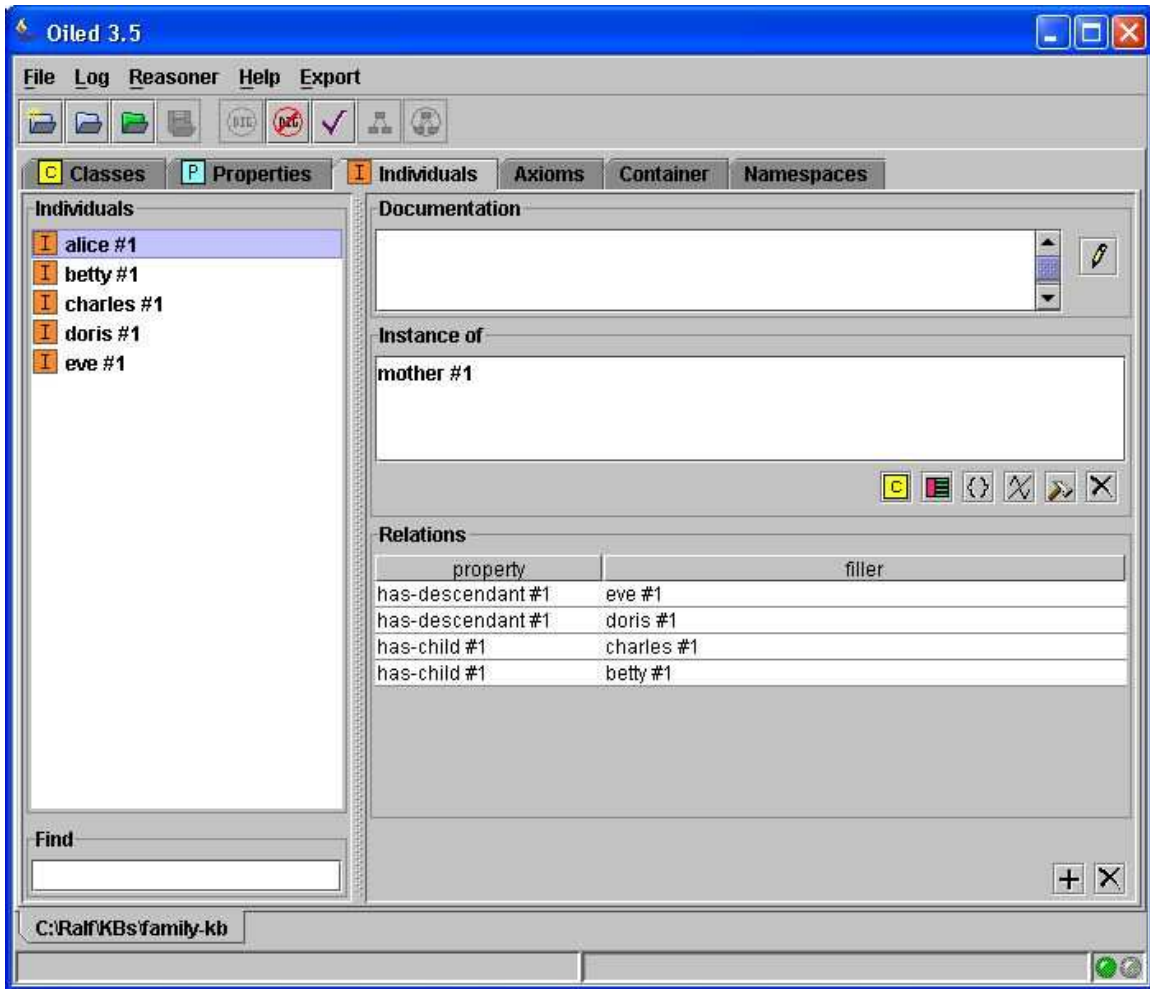 Oiled 3.5
File Log Reasoner Help Export
DIG DIG
C Classes P Properties I Individuals Axioms Container Namespaces
Individuals
I alice #1
I betty #1
I charles #1
I doris #1
I eve #1
Find
Documentation
Instance of
mother #1
C {}
Relations
property filler
has-descendant #1 eve #1
has-descendant #1 doris #1
has-child #1 charles #1
has-child #1 betty #1
C:\Ralf\KBs\family-kb